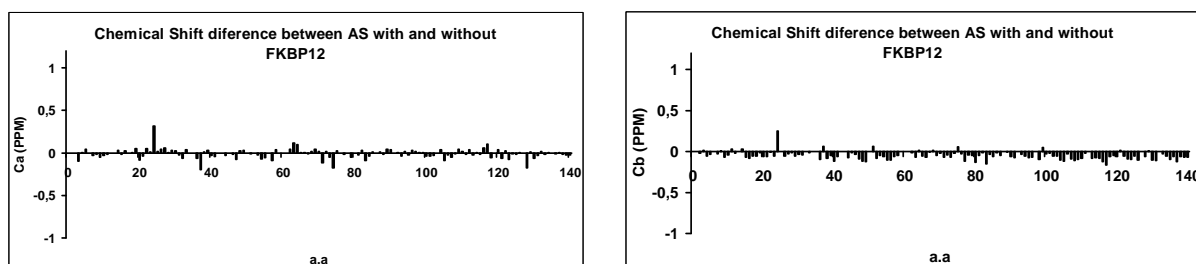 Chemical Shift diference between AS with and without
FKBP12
1
0,5
0
-0,5
-1
0 20 40 60 80 100 120 140
Ca (PPM)
a.a
Chemical Shift diference between AS with and without
FKBP12
1
0,5
0
-0,5
-1
0 20 40 60 80 100 120 140
Cb (PPM)
a.a